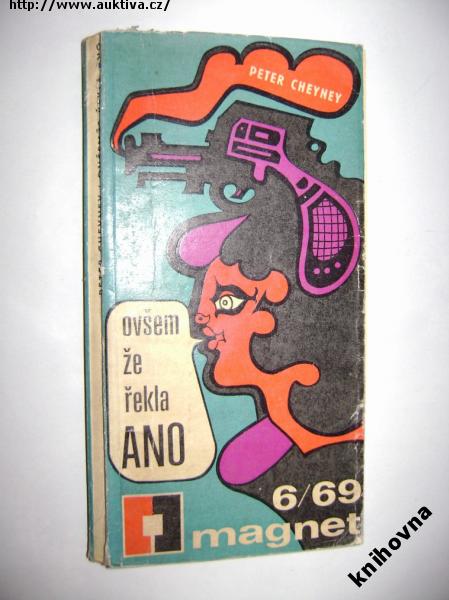 http://www.auktiva.cz/
PETER CHEYNEY
ovšem
že
řekla
ANO
6/69
magnet
knihovna